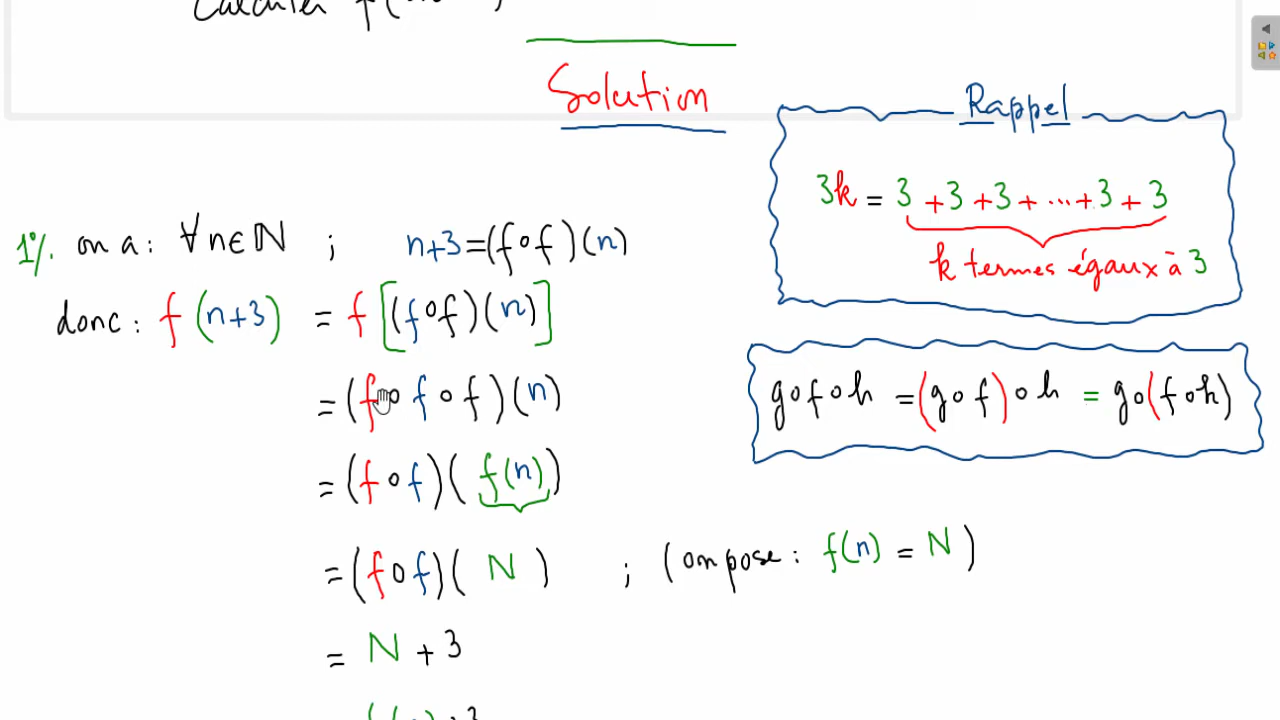 Calculer f(
Solution
Rappel
3k = 3 + 3 + 3 + ... + 3 + 3
k termes égaux à 3
1°/. on a : ∀n∈ℕ ; n+3=(f∘f)(n)
donc : f(n+3) = f[(f∘f)(n)]
= (f∘f∘f)(n)
g∘f∘h = (g∘f)∘h = g∘(f∘h)
= (f∘f)(f(n))
= (f∘f)(N) ; (on pose : f(n) = N)
= N + 3